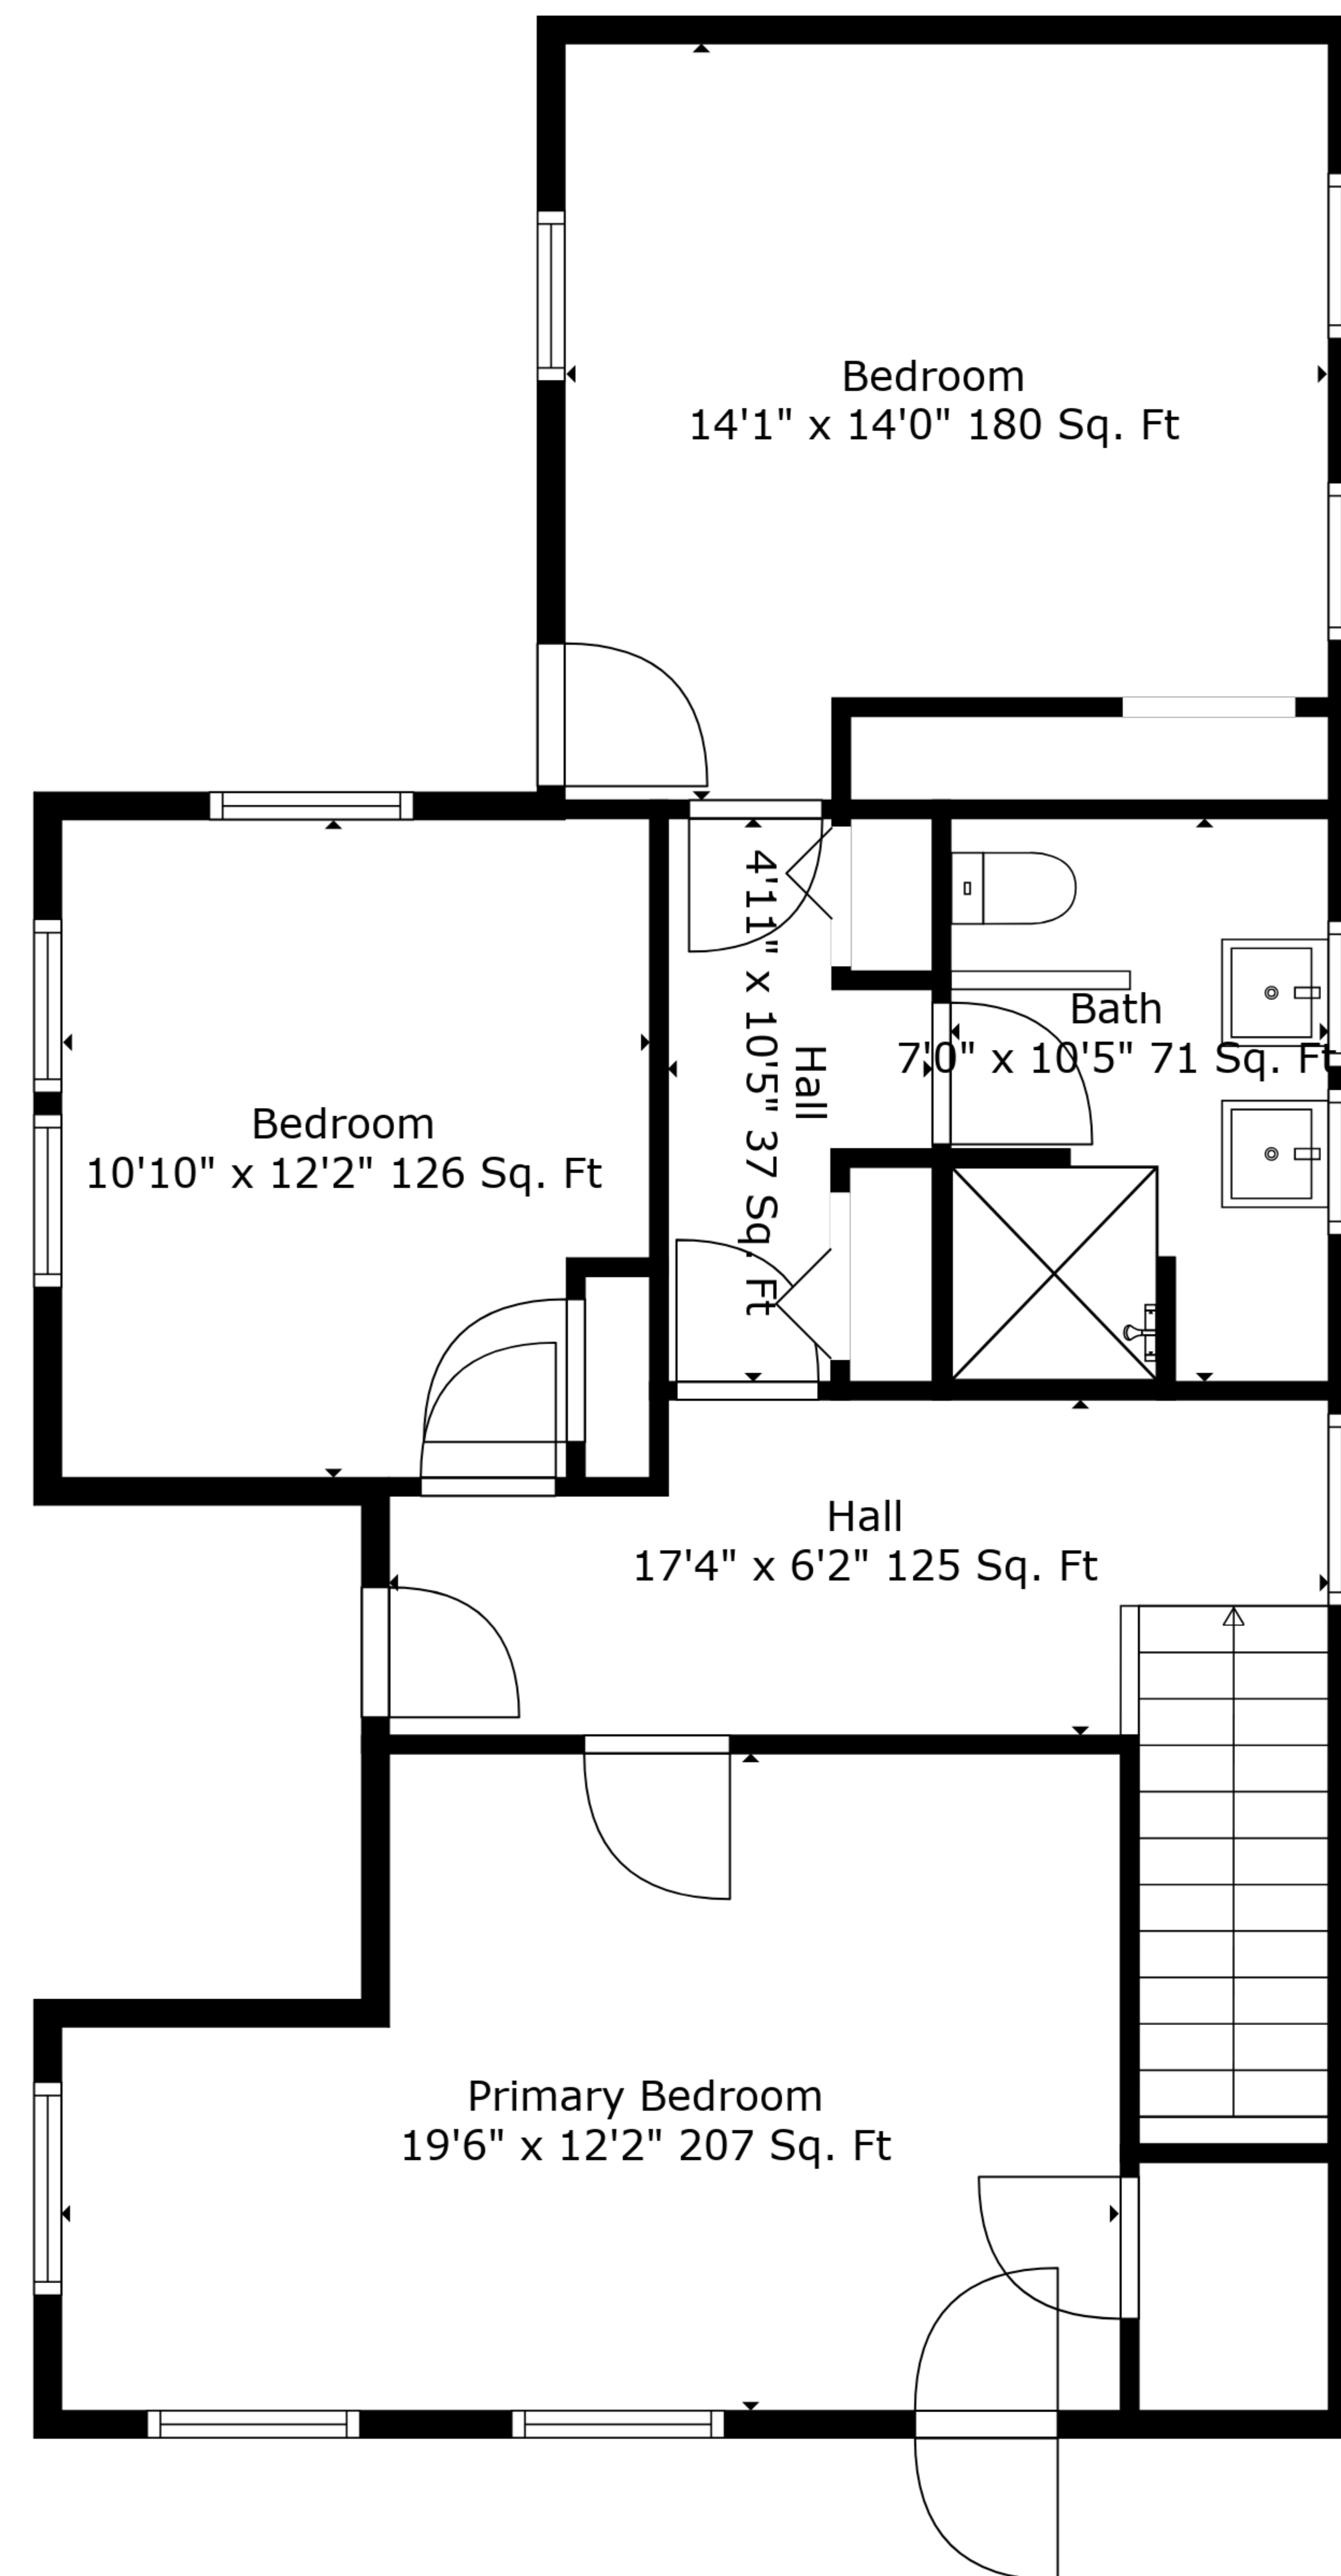 Bedroom
14'1" x 14'0" 180 Sq. Ft
Bath
7'0" x 10'5" 71 Sq. Ft
Hall
4'11" x 10'5" 37 Sq. Ft
Bedroom
10'10" x 12'2" 126 Sq. Ft
Hall
17'4" x 6'2" 125 Sq. Ft
Primary Bedroom
19'6" x 12'2" 207 Sq. Ft